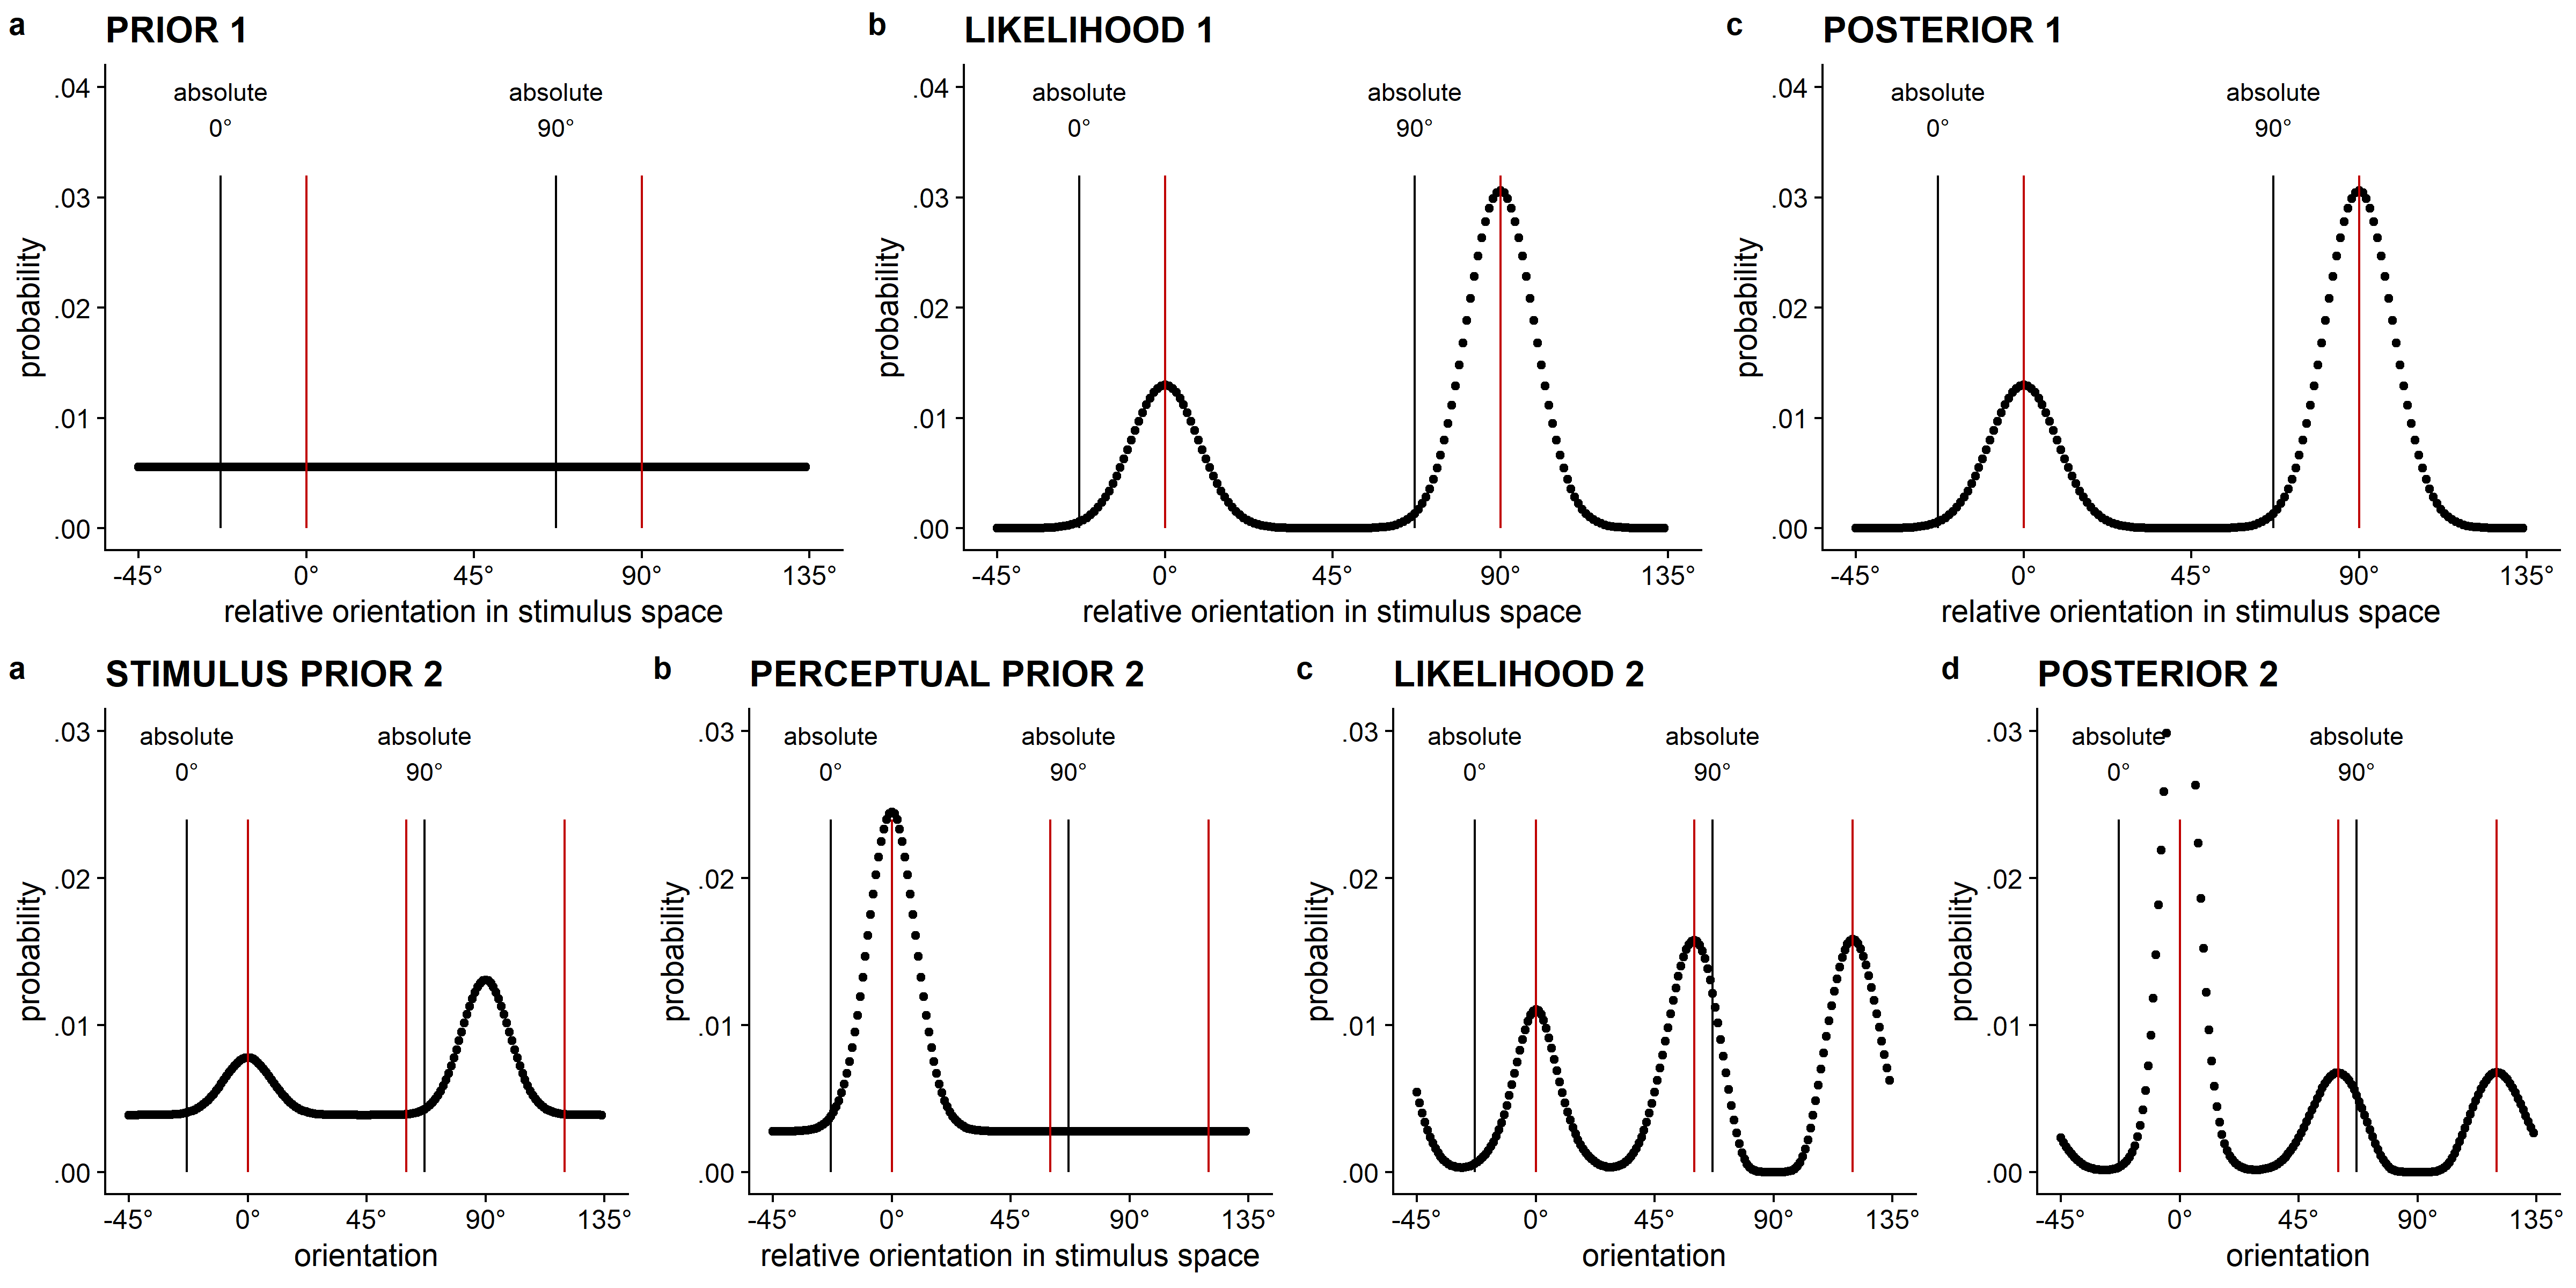 a PRIOR 1
absolute 0°
absolute 90°
.04
.03
.02
.01
.00
probability
-45° 0° 45° 90° 135°
relative orientation in stimulus space
b LIKELIHOOD 1
absolute 0°
absolute 90°
.04
.03
.02
.01
.00
probability
-45° 0° 45° 90° 135°
relative orientation in stimulus space
c POSTERIOR 1
absolute 0°
absolute 90°
.04
.03
.02
.01
.00
probability
-45° 0° 45° 90° 135°
relative orientation in stimulus space
a STIMULUS PRIOR 2
absolute 0°
absolute 90°
.03
.02
.01
.00
probability
-45° 0° 45° 90° 135°
orientation
b PERCEPTUAL PRIOR 2
absolute 0°
absolute 90°
.03
.02
.01
.00
probability
-45° 0° 45° 90° 135°
relative orientation in stimulus space
c LIKELIHOOD 2
absolute 0°
absolute 90°
.03
.02
.01
.00
probability
-45° 0° 45° 90° 135°
orientation
d POSTERIOR 2
absolute 0°
absolute 90°
.03
.02
.01
.00
probability
-45° 0° 45° 90° 135°
orientation